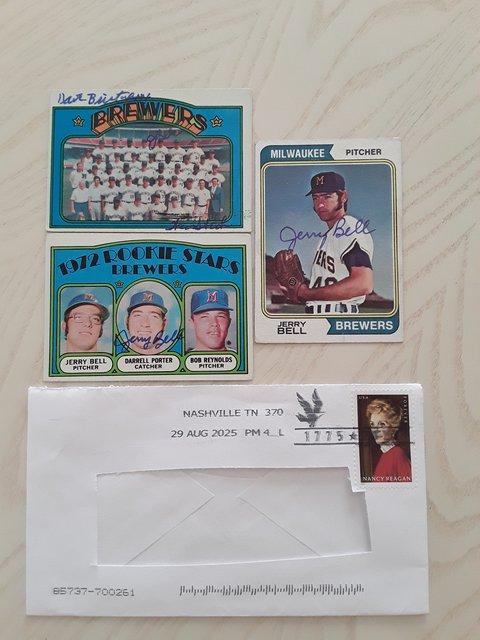 BREWERS
MILWAUKEE PITCHER
Jerry Bell
JERRY BELL
BREWERS
1972 ROOKIE STARS
BREWERS
Jerry Bell
JERRY BELL
PITCHER
DARRELL PORTER
CATCHER
BOB REYNOLDS
PITCHER
NASHVILLE TN 370
29 AUG 2025 PM 4 L
1775★
USA
NANCY REAGAN
85737-700261